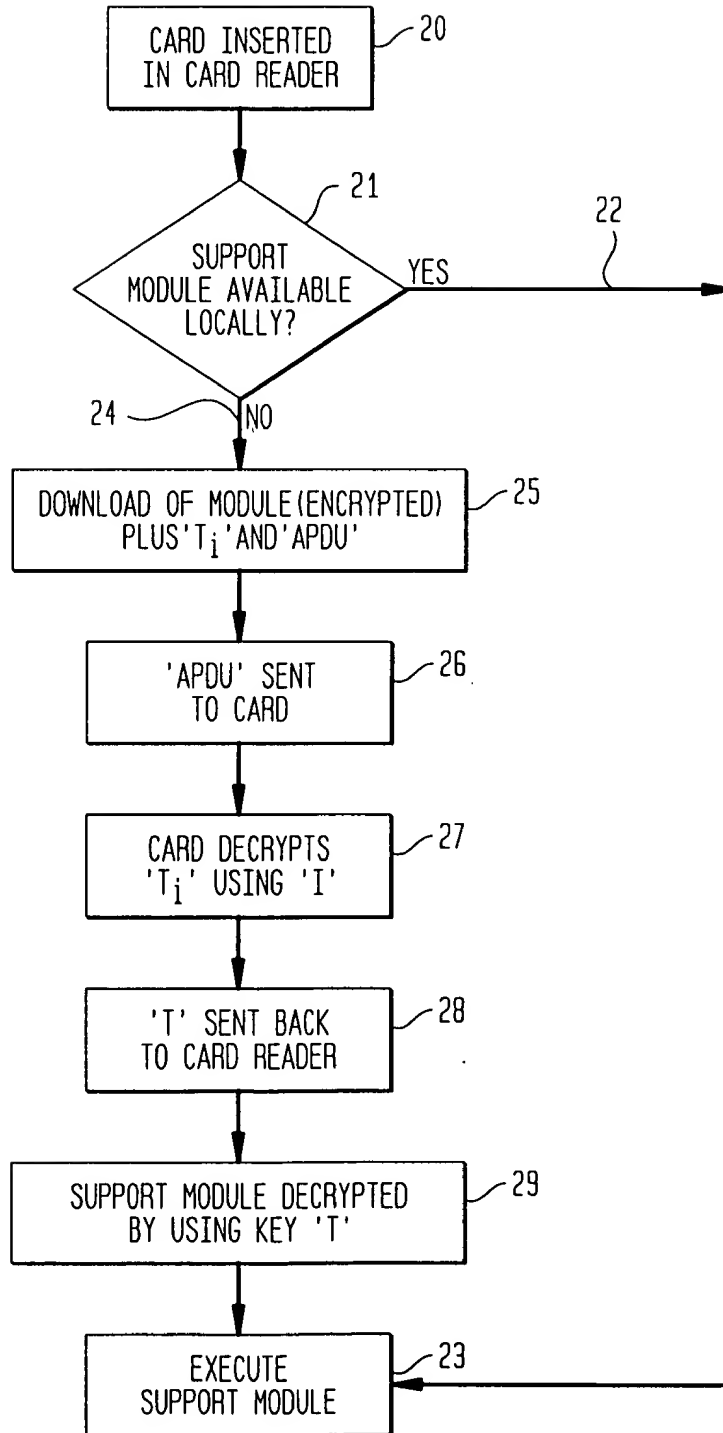 CARD INSERTED
IN CARD READER
20
21
SUPPORT
MODULE AVAILABLE
LOCALLY?
YES
22
24
NO
DOWNLOAD OF MODULE(ENCRYPTED)
PLUS'Ti'AND'APDU'
25
'APDU' SENT
TO CARD
26
CARD DECRYPTS
'Ti' USING 'I'
27
'T' SENT BACK
TO CARD READER
28
SUPPORT MODULE DECRYPTED
BY USING KEY 'T'
29
EXECUTE
SUPPORT MODULE
23